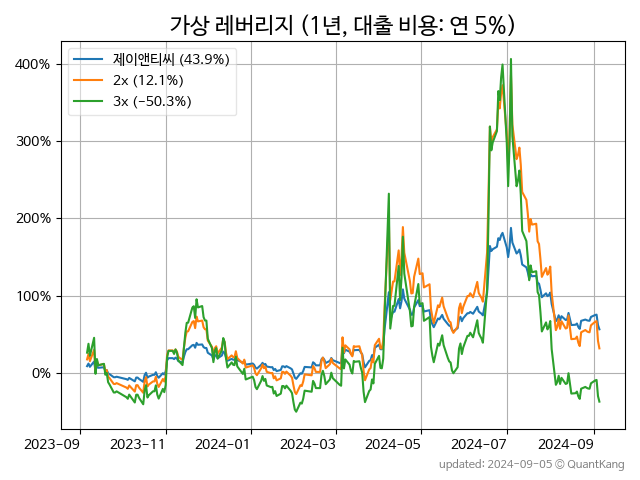 가상 레버리지 (1년, 대출 비용: 연 5%)
제이앤티씨 (43.9%)
2x (12.1%)
3x (−50.3%)
400%
300%
200%
100%
0%
2023−09 2023−11 2024−01 2024−03 2024−05 2024−07 2024−09
updated: 2024-09-05 © QuantKang